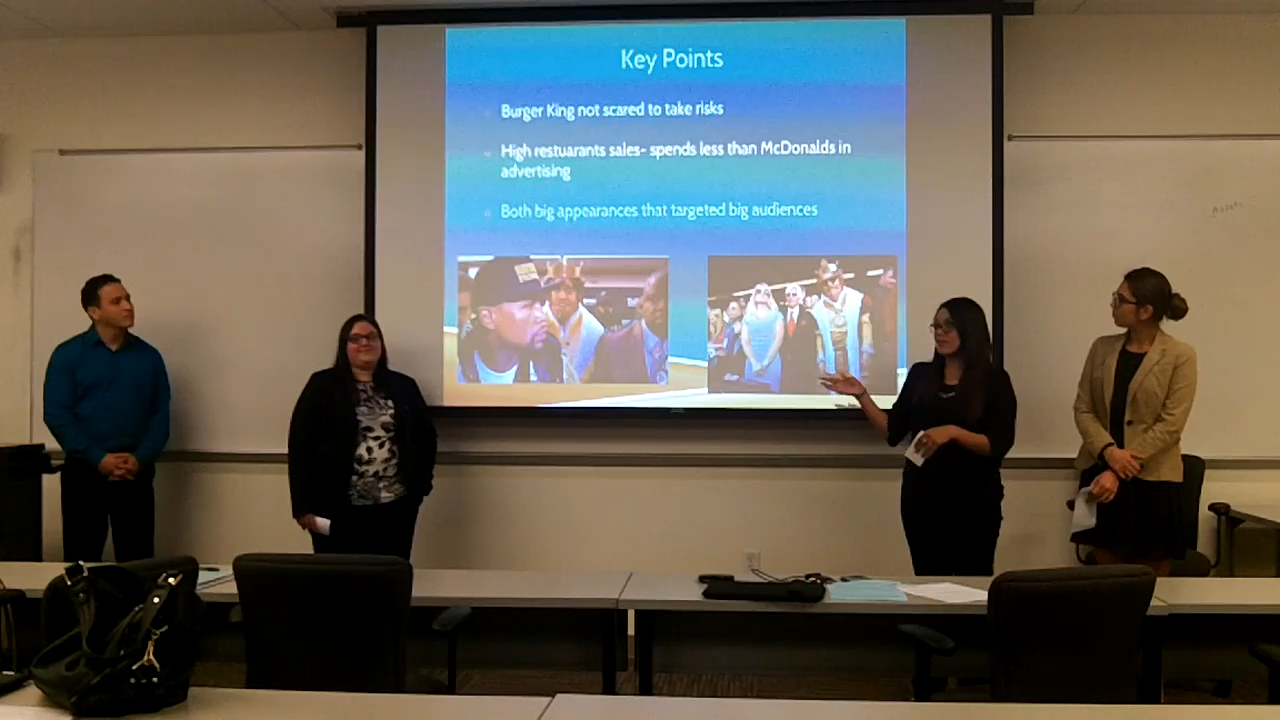 Key Points
Burger King not scared to take risks
High restuarants sales- spends less than McDonalds in
advertising
Both big appearances that targeted big audiences